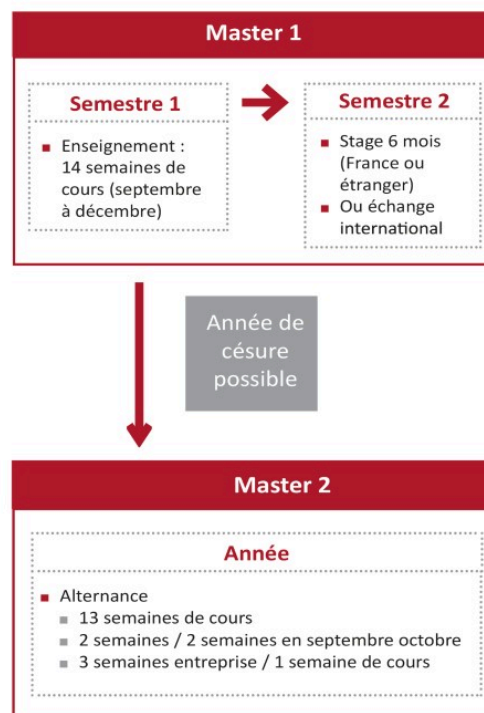 Master 1
Semestre 1
Enseignement :
14 semaines de
cours (septembre
à décembre)
Semestre 2
Stage 6 mois
(France ou
étranger)
Ou échange
international
Année de
césure
possible
Master 2
Année
Alternance
13 semaines de cours
2 semaines / 2 semaines en septembre octobre
3 semaines entreprise / 1 semaine de cours